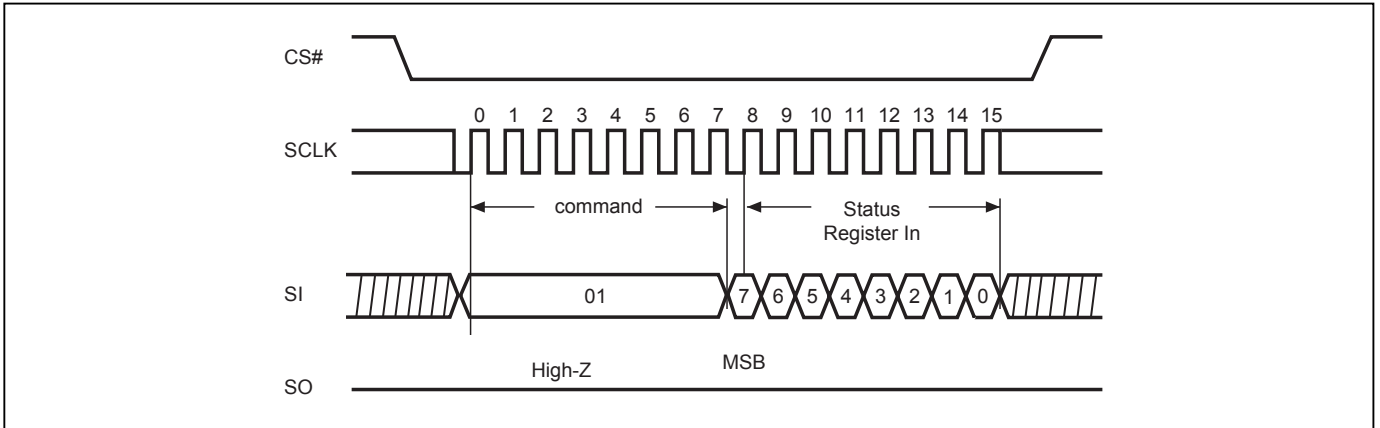 CS#
0 1 2 3 4 5 6 7 8 9 10 11 12 13 14 15
SCLK
command
Status
Register In
SI
01
7 6 5 4 3 2 1 0
High-Z
MSB
SO